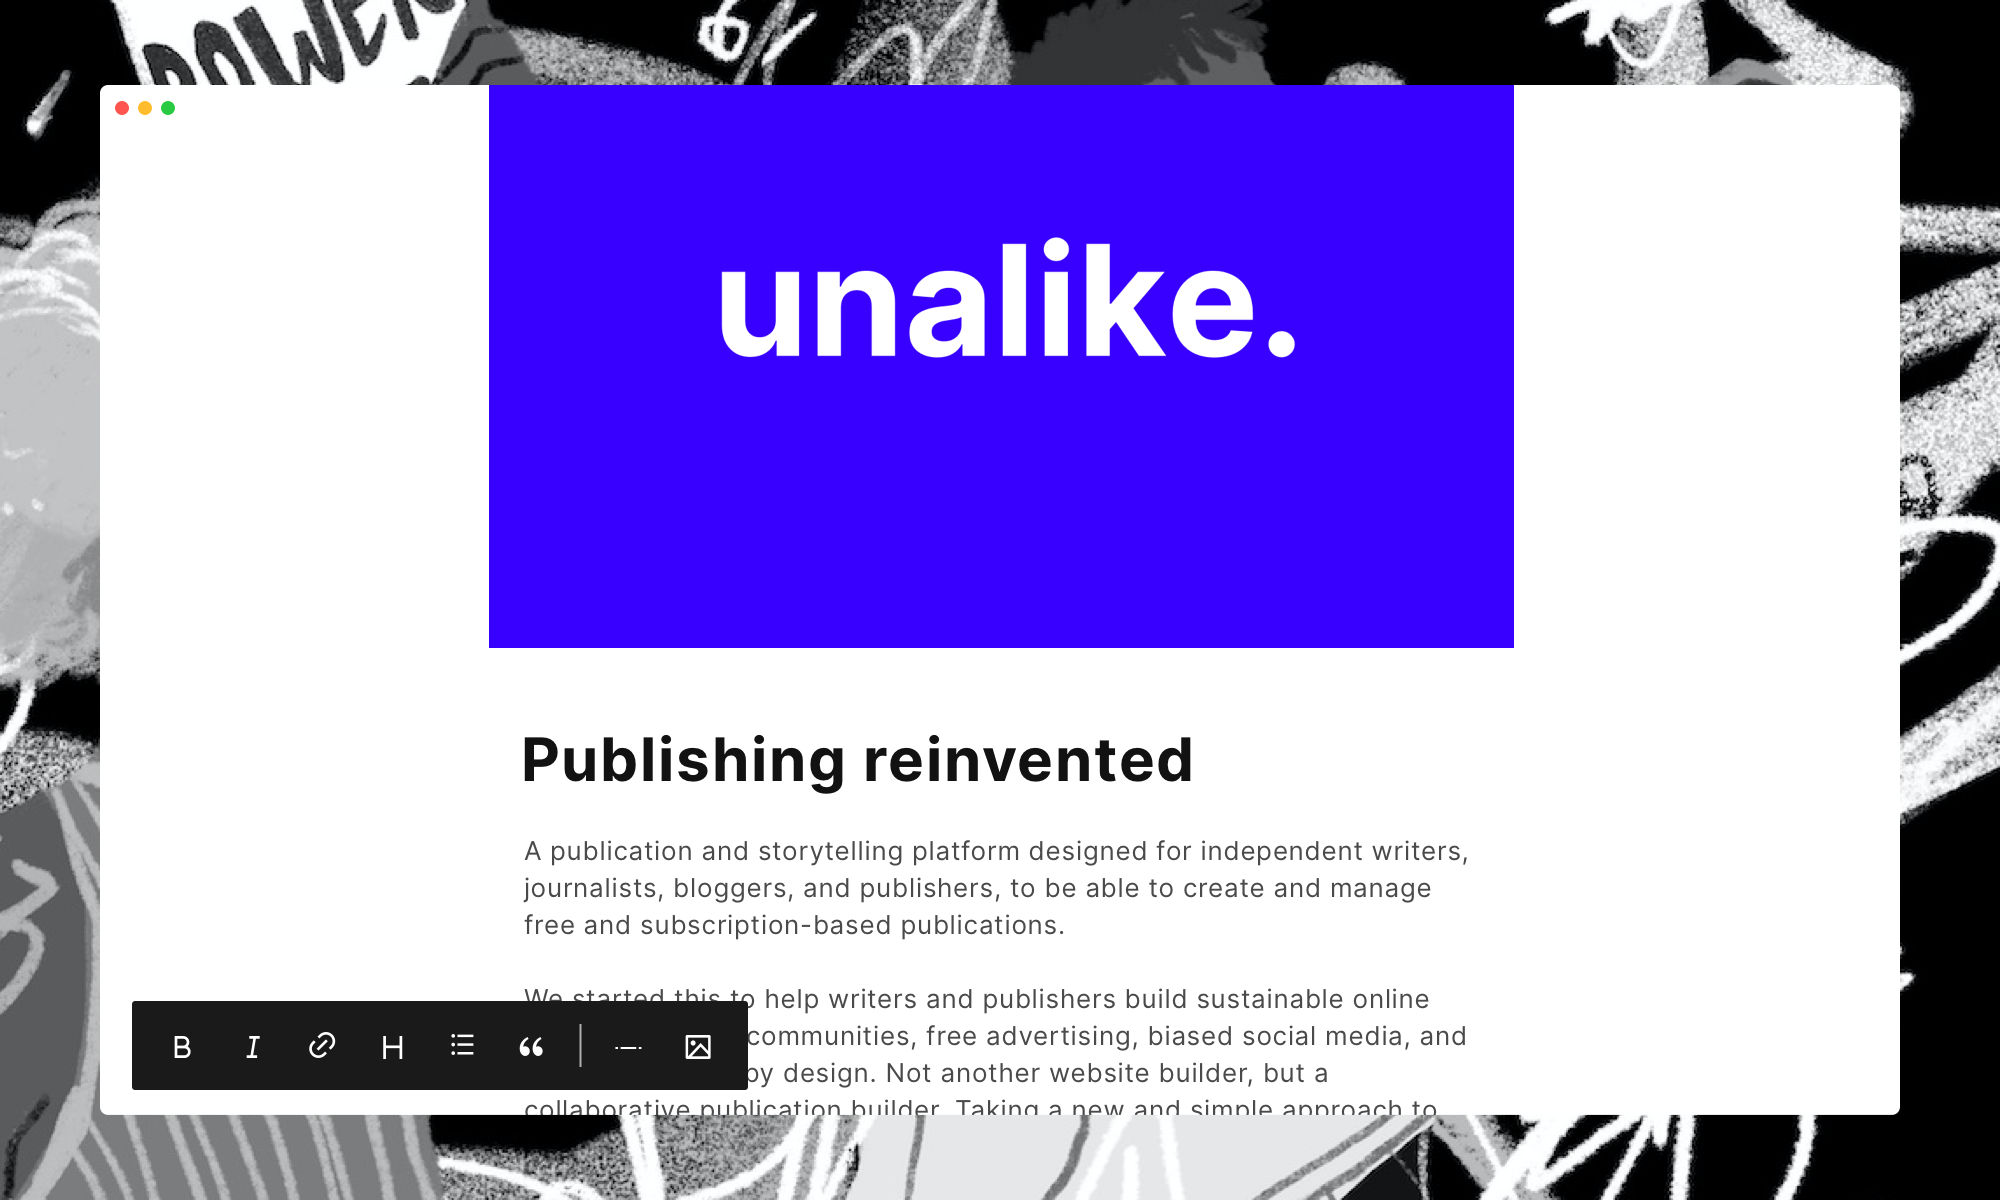 POWER
unalike.
Publishing reinvented
A publication and storytelling platform designed for independent writers,
journalists, bloggers, and publishers, to be able to create and manage
free and subscription-based publications.
We started this to help writers and publishers build sustainable online
communities, free advertising, biased social media, and
by design. Not another website builder, but a
collaborative publication builder. Taking a new and simple approach to
B I H